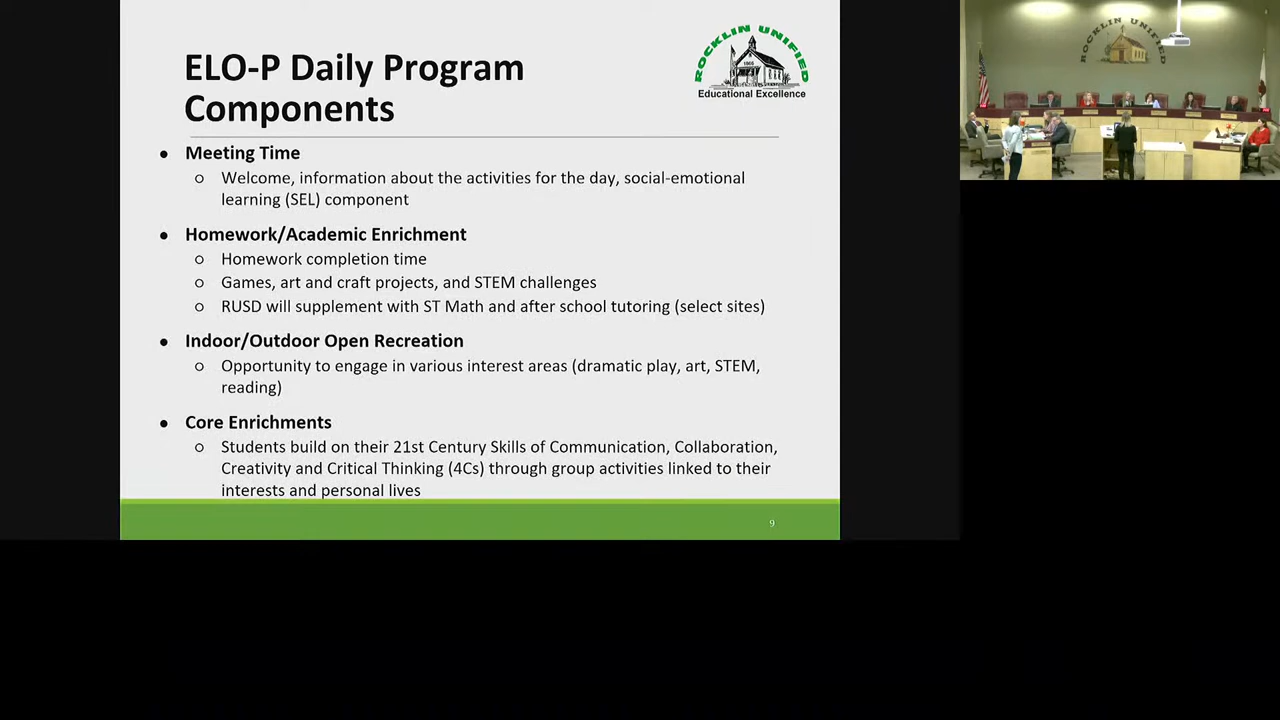 ELO-P Daily Program
Components
ROCKLIN UNIFIED
1866
Educational Excellence
● Meeting Time
○ Welcome, information about the activities for the day, social-emotional
learning (SEL) component
● Homework/Academic Enrichment
○ Homework completion time
○ Games, art and craft projects, and STEM challenges
○ RUSD will supplement with ST Math and after school tutoring (select sites)
● Indoor/Outdoor Open Recreation
○ Opportunity to engage in various interest areas (dramatic play, art, STEM,
reading)
● Core Enrichments
○ Students build on their 21st Century Skills of Communication, Collaboration,
Creativity and Critical Thinking (4Cs) through group activities linked to their
interests and personal lives
9
ROCKLIN UNIFIED